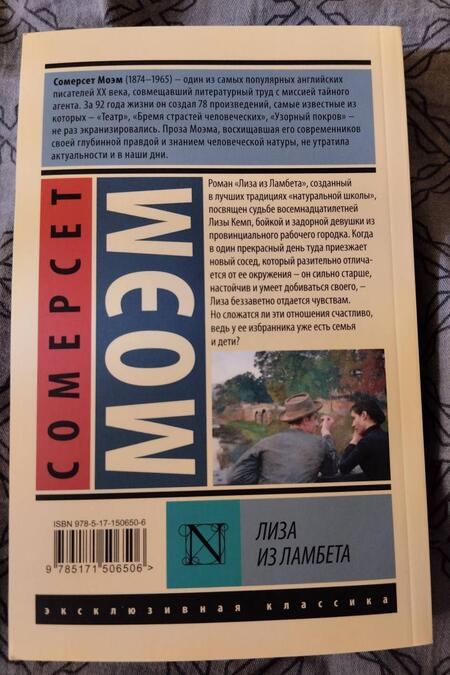 Сомерсет Моэм (1874–1965) – один из самых популярных английских
писателей XX века, совмещавший литературный труд с миссией тайного
агента. За 92 года жизни он создал 78 произведений, самые известные из
которых – «Театр», «Бремя страстей человеческих», «Узорный покров» –
не раз экранизировались. Проза Моэма, восхищавшая его современников
своей глубинной правдой и знанием человеческой натуры, не утратила
актуальности и в наши дни.
СОМЕРСЕТ
МОЭМ
Роман «Лиза из Ламбета», созданный
в лучших традициях «натуральной школы»,
посвящен судьбе восемнадцатилетней
Лизы Кемп, бойкой и задорной девушки из
провинциального рабочего городка. Когда
в один прекрасный день туда приезжает
новый сосед, который разительно отлича-
ется от ее окружения – он сильно старше,
настойчив и умеет добиваться своего, –
Лиза беззаветно отдается чувствам.
Но сложатся ли эти отношения счастливо,
ведь у ее избранника уже есть семья
и дети?
ISBN 978-5-17-150650-6
9 785171 506506 >
N
ЛИЗА
ИЗ ЛАМБЕТА
эксклюзивная классика